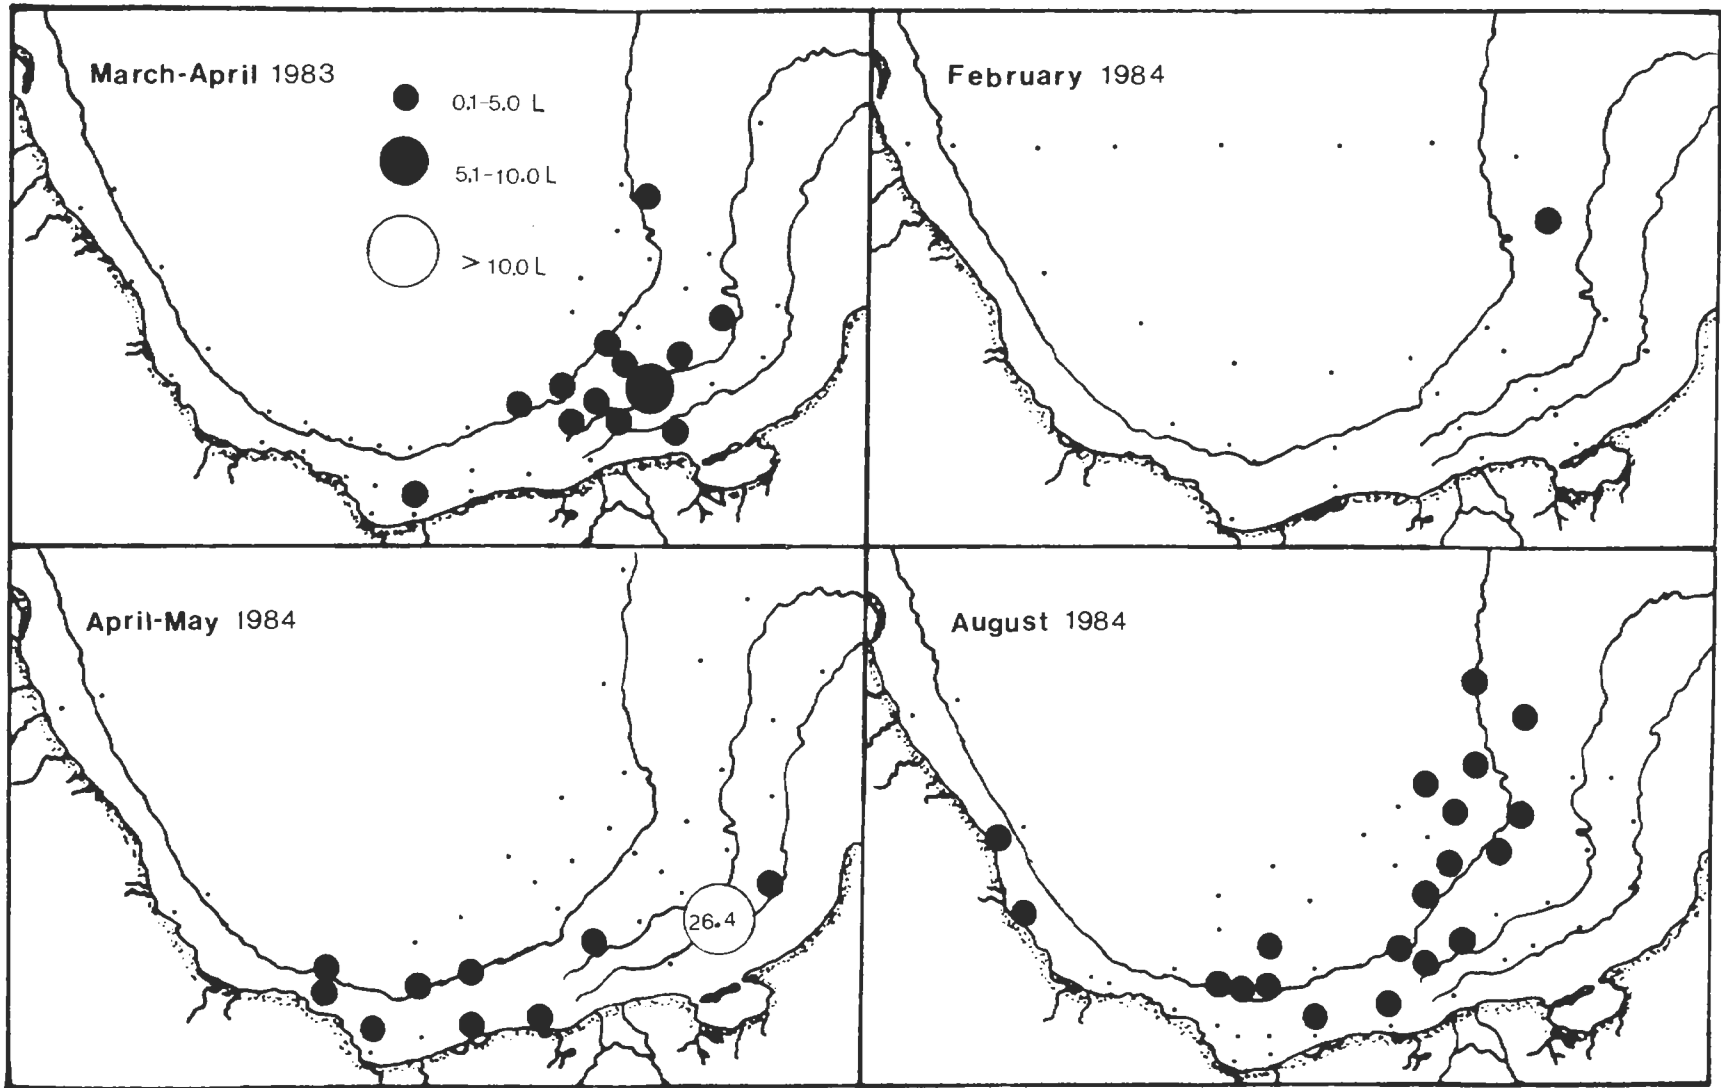 March-April 1983
0.1-5.0 L
5.1-10.0 L
> 10.0 L
February 1984
April-May 1984
26.4
August 1984